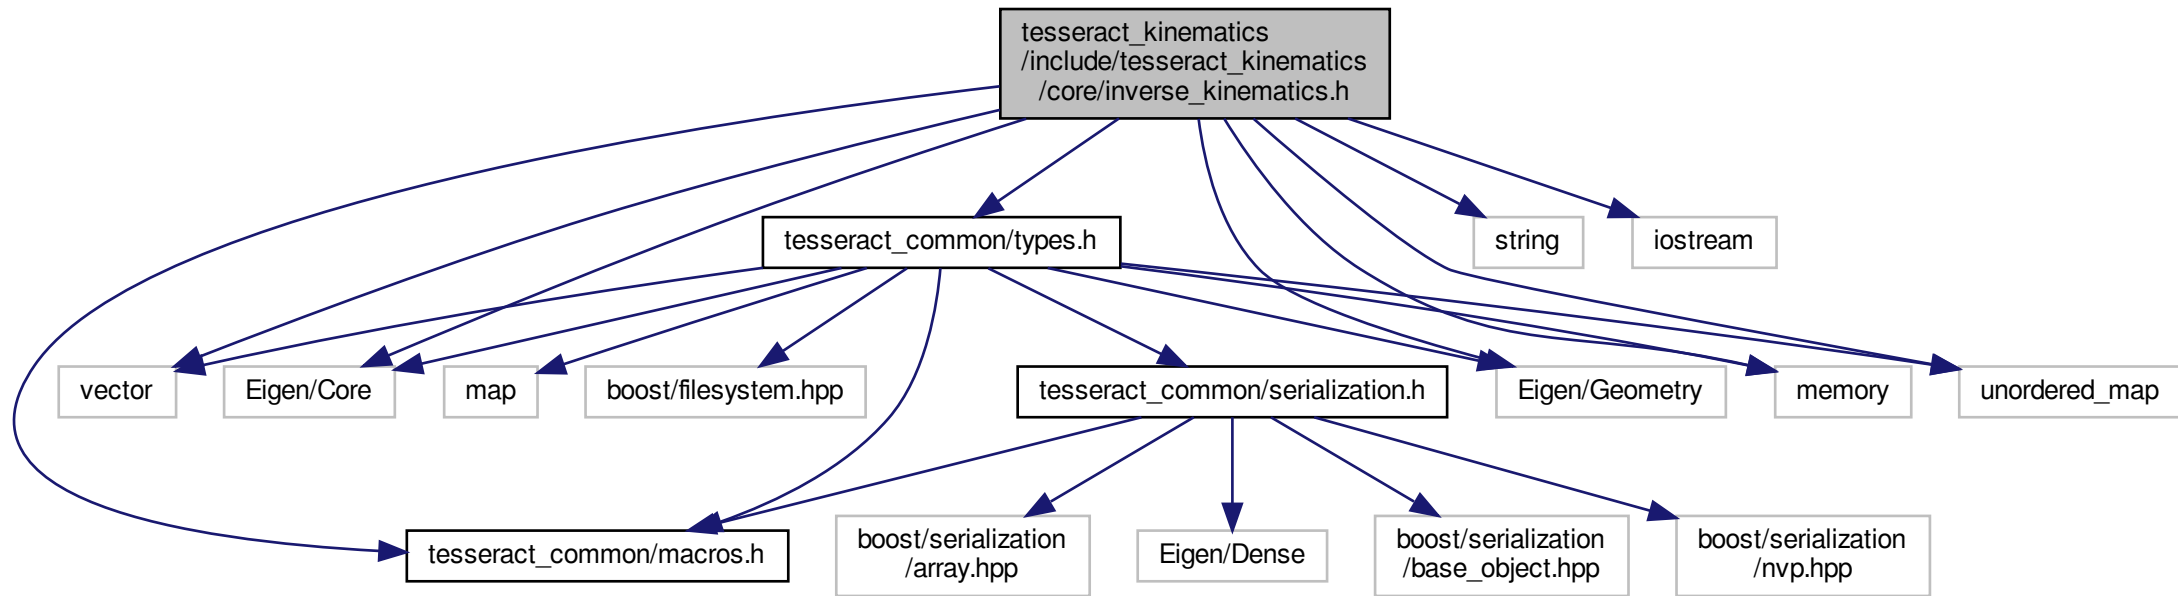 tesseract_kinematics
/include/tesseract_kinematics
/core/inverse_kinematics.h
tesseract_common/types.h
string
iostream
vector
Eigen/Core
map
boost/filesystem.hpp
tesseract_common/serialization.h
Eigen/Geometry
memory
unordered_map
tesseract_common/macros.h
boost/serialization
/array.hpp
Eigen/Dense
boost/serialization
/base_object.hpp
boost/serialization
/nvp.hpp